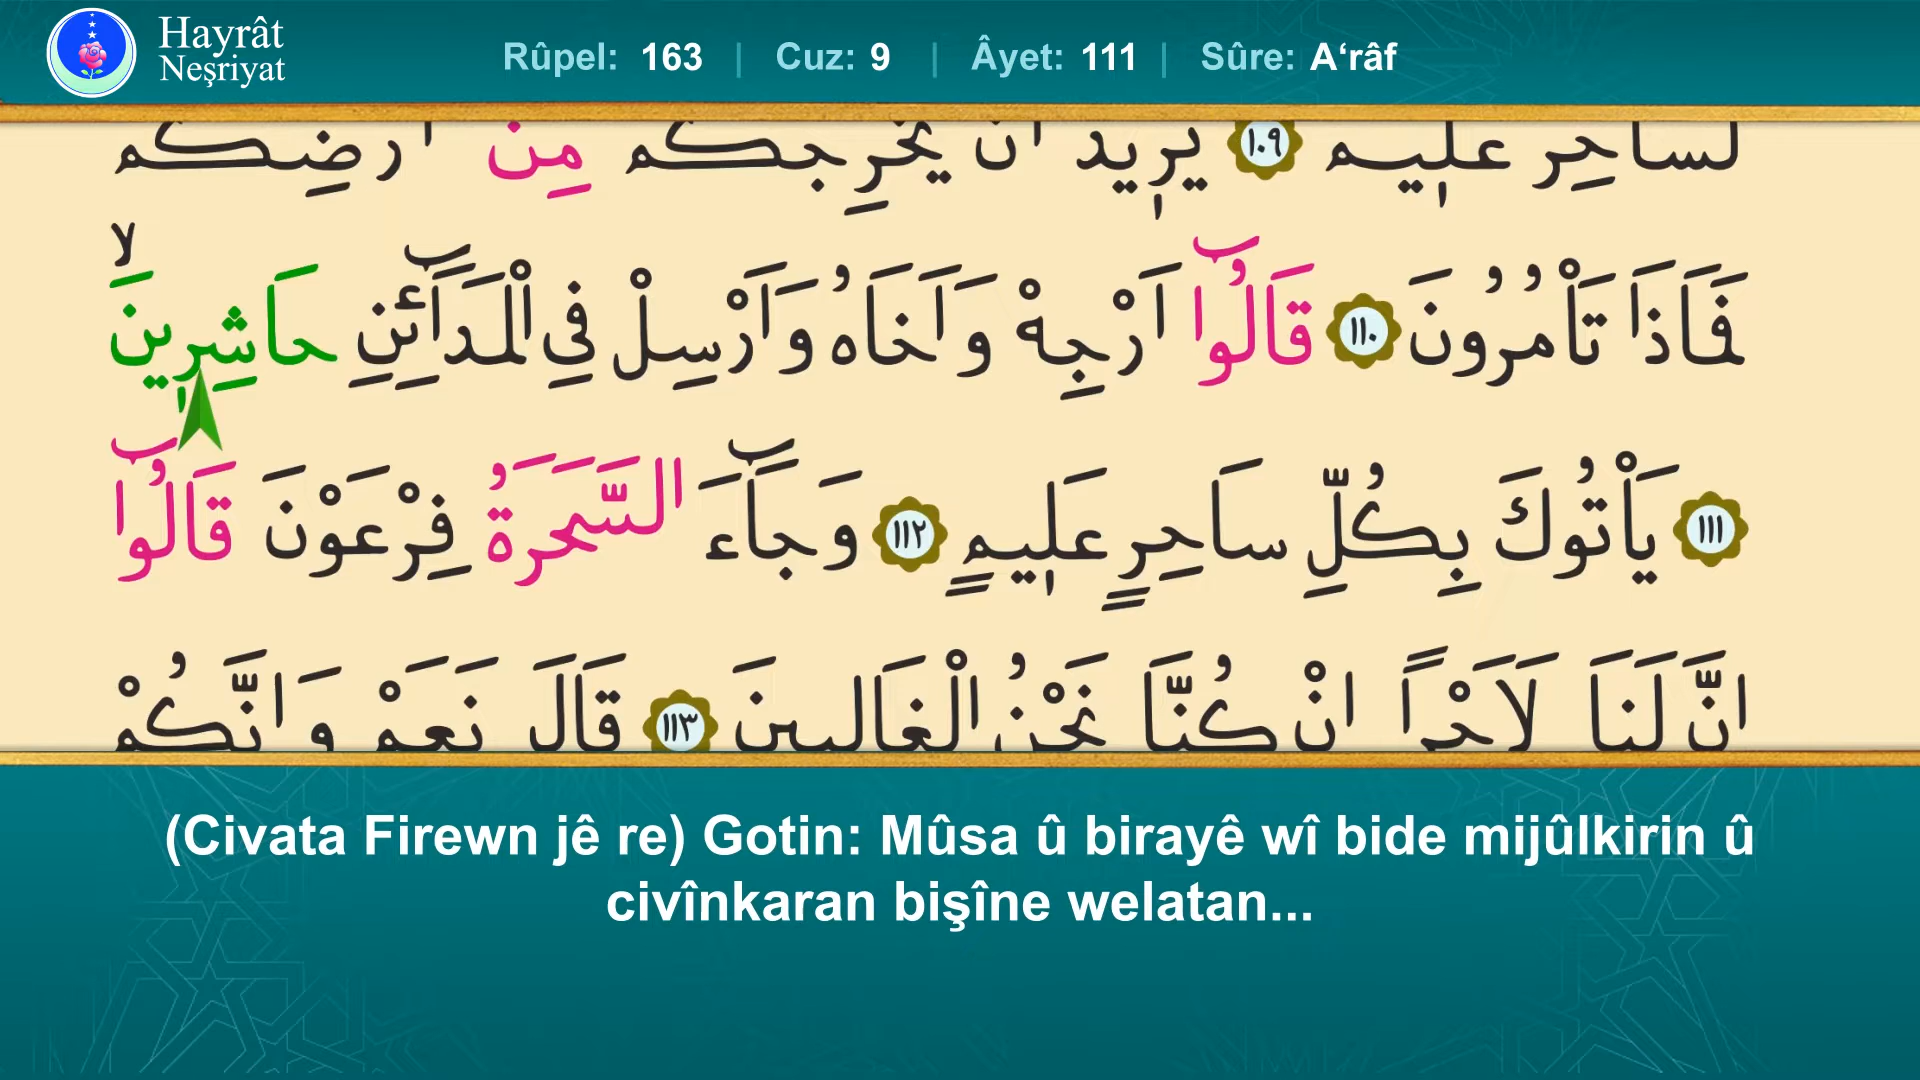 Hayrât
Neşriyat
Rûpel: 163 | Cuz: 9 | Âyet: 111 | Sûre: A‘râf
لَسَاحِرٌ عَلٖيمٌ ١٠٩ يُرٖيدُ اَنْ يُخْرِجَكُمْ مِنْ اَرْضِكُمْ
فَمَاذَا تَأْمُرُونَ ١١٠ قَالُٓوا اَرْجِهْ وَاَخَاهُ وَاَرْسِلْ فِي الْمَدَٓائِنِ حَاشِرٖينَۙ
١١١ يَأْتُوكَ بِكُلِّ سَاحِرٍ عَلٖيمٍ ١١٢ وَجَٓاءَ السَّحَرَةُ فِرْعَوْنَ قَالُٓوا
اِنَّ لَنَا لَاَجْرًا اِنْ كُنَّا نَحْنُ الْغَالِبٖينَ ١١٣ قَالَ نَعَمْ وَاِنَّكُمْ
(Civata Firewn jê re) Gotin: Mûsa û birayê wî bide mijûlkirin û
civînkaran bişîne welatan...